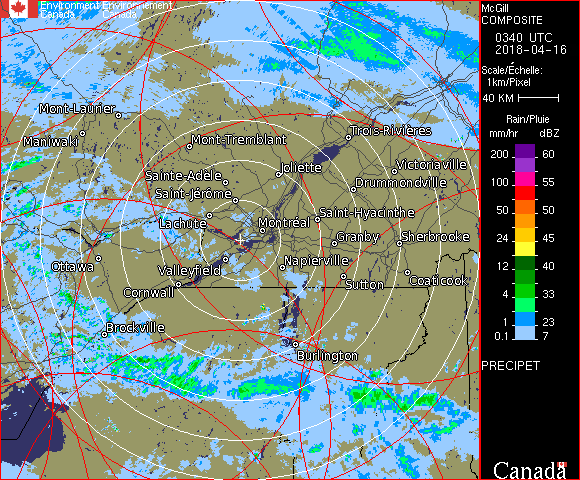 Environment Environnement
Canada Canada
McGill
COMPOSITE
0340 UTC
2018-04-16
Scale/Échelle:
1km/Pixel
40 KM
Rain/Pluie
mm/hr dBZ
200 60
100 55
50 50
24 45
12 40
4 33
2 23
0.1 7
PRECIPET
Canada
Mont-Laurier
Maniwaki
Mont-Tremblant
Trois-Rivières
Sainte-Adèle
Joliette
Victoriaville
Saint-Jérôme
Drummondville
Lachute
Montréal
Saint-Hyacinthe
Granby
Sherbrooke
Ottawa
Valleyfield
Napierville
Cornwall
Sutton
Coaticook
Brockville
Burlington